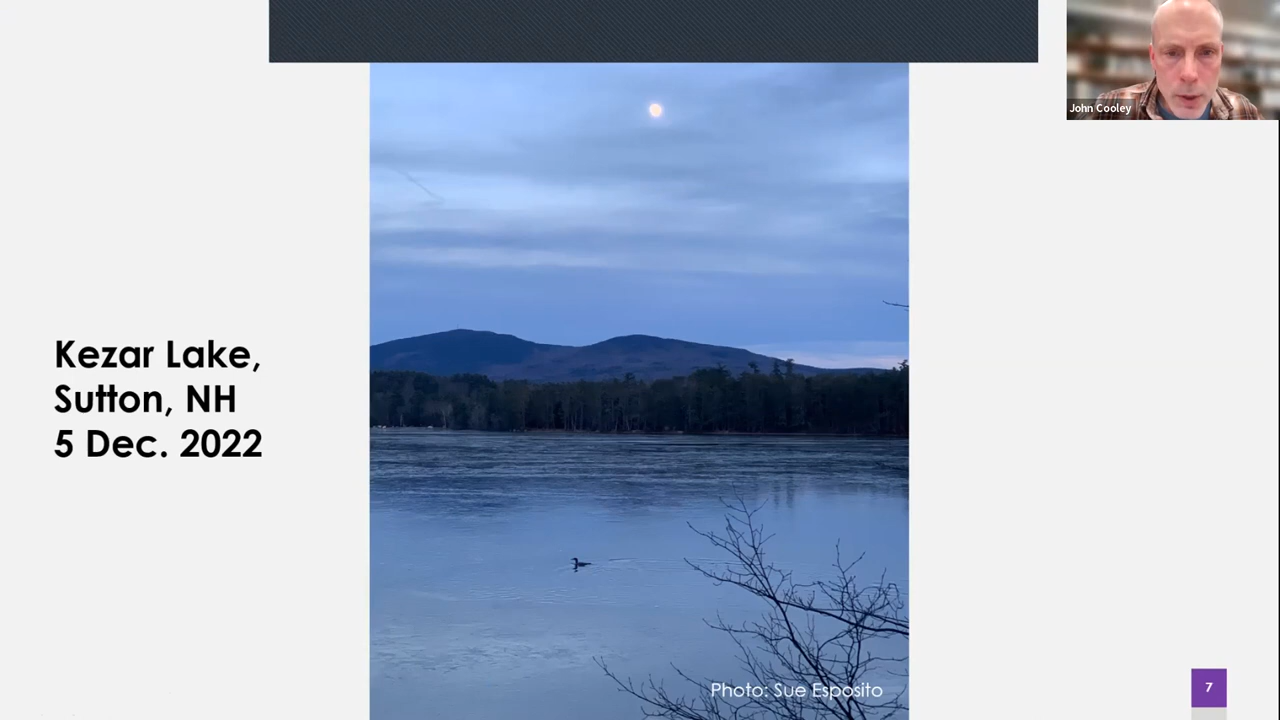 John Cooley
Kezar Lake,
Sutton, NH
5 Dec. 2022
Photo: Sue Esposito
7